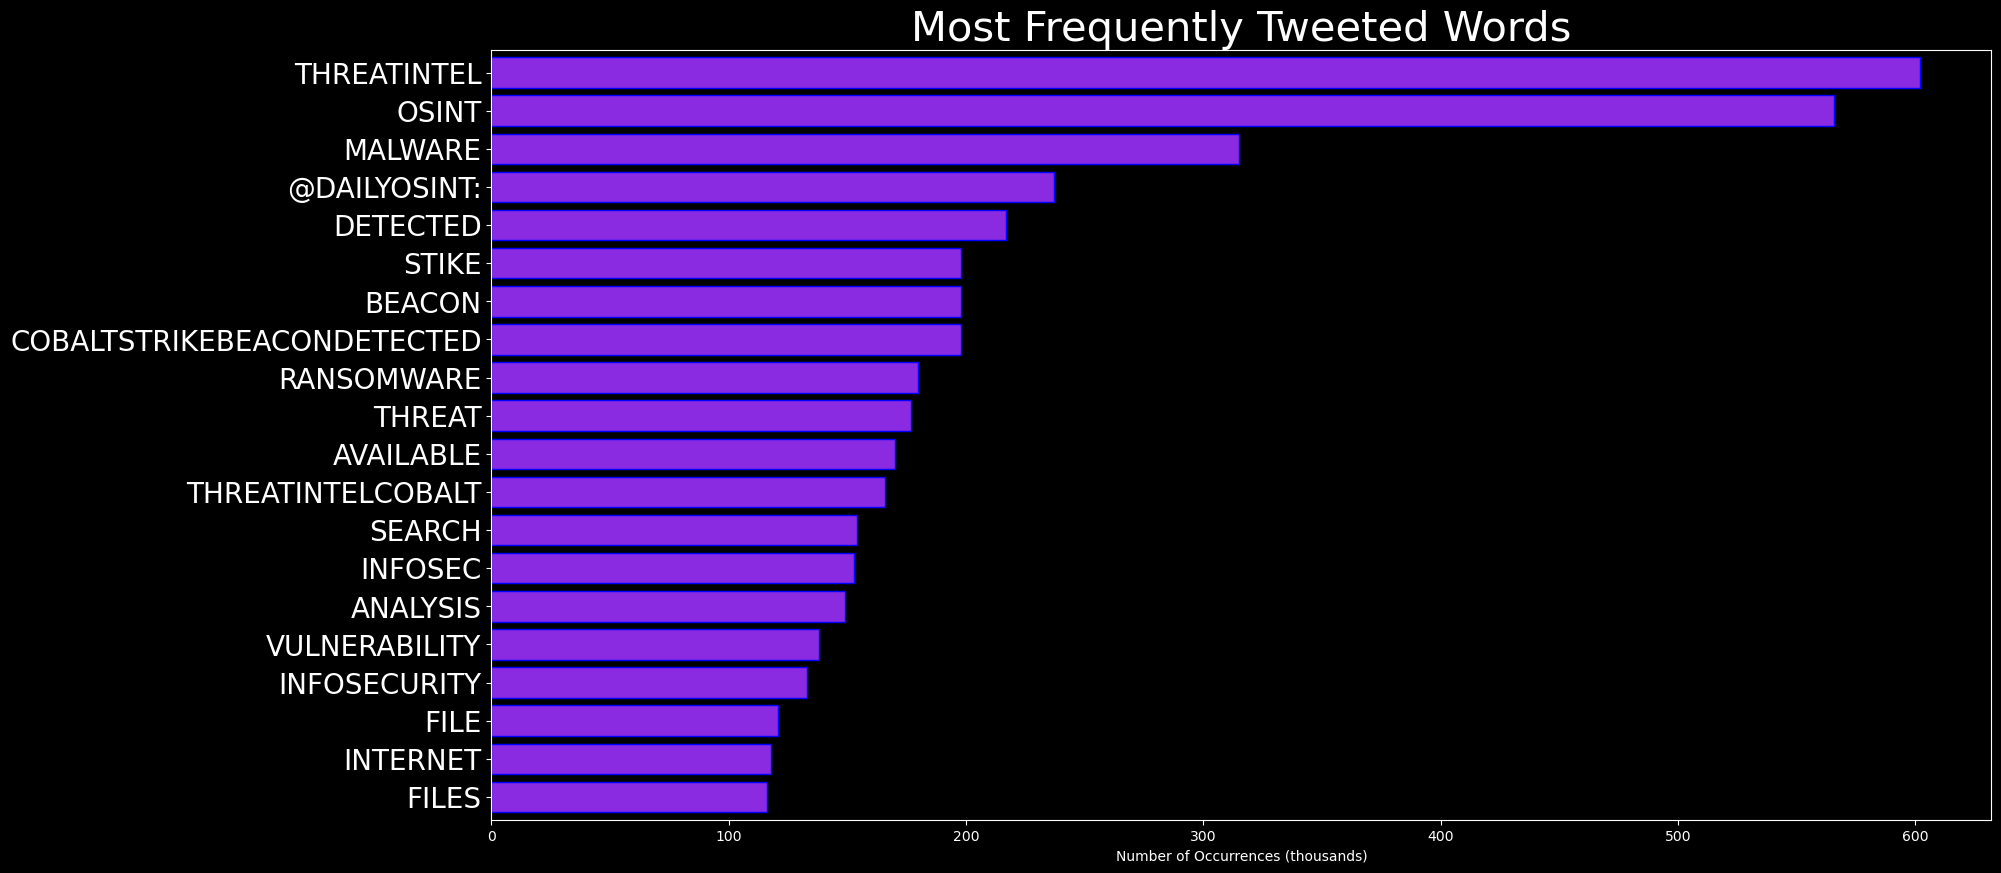 Most Frequently Tweeted Words
THREATINTEL
OSINT
MALWARE
@DAILYOSINT:
DETECTED
STIKE
BEACON
COBALTSTRIKEBEACONDETECTED
RANSOMWARE
THREAT
AVAILABLE
THREATINTELCOBALT
SEARCH
INFOSEC
ANALYSIS
VULNERABILITY
INFOSECURITY
FILE
INTERNET
FILES
0 100 200 300 400 500 600
Number of Occurrences (thousands)